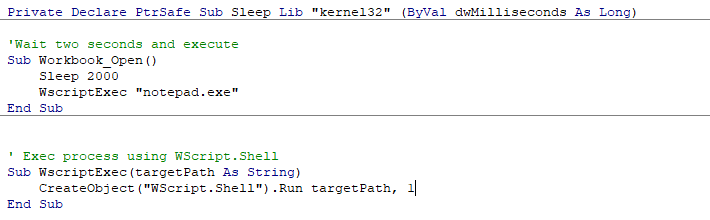 Private Declare PtrSafe Sub Sleep Lib "kernel32" (ByVal dwMilliseconds As Long)
'Wait two seconds and execute
Sub Workbook_Open()
    Sleep 2000
    WscriptExec "notepad.exe"
End Sub
' Exec process using WScript.Shell
Sub WscriptExec(targetPath As String)
    CreateObject("WScript.Shell").Run targetPath, 1
End Sub